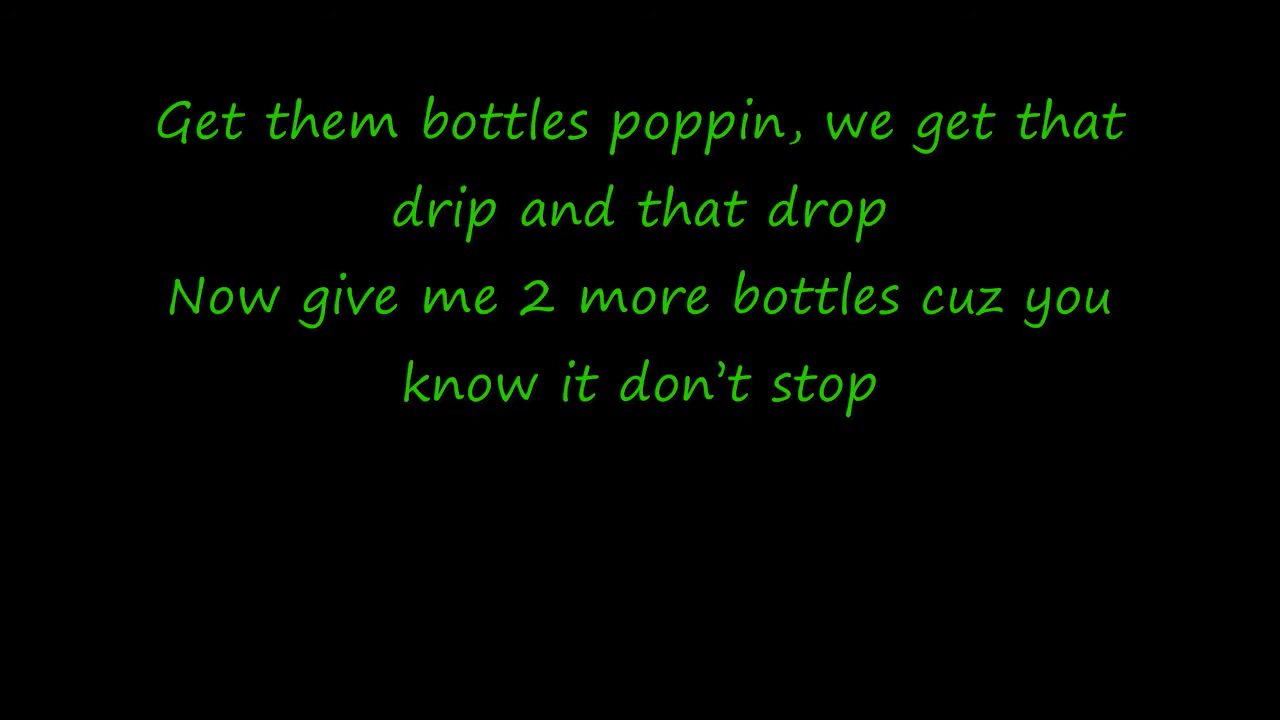 Get them bottles poppin, we get that
drip and that drop
Now give me 2 more bottles cuz you
know it don’t stop